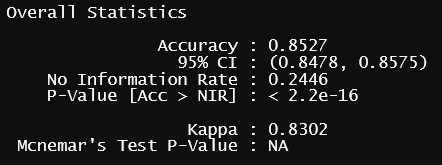 Overall Statistics
Accuracy : 0.8527
95% CI : (0.8478, 0.8575)
No Information Rate : 0.2446
P-Value [Acc > NIR] : < 2.2e-16
Kappa : 0.8302
Mcnemar's Test P-Value : NA